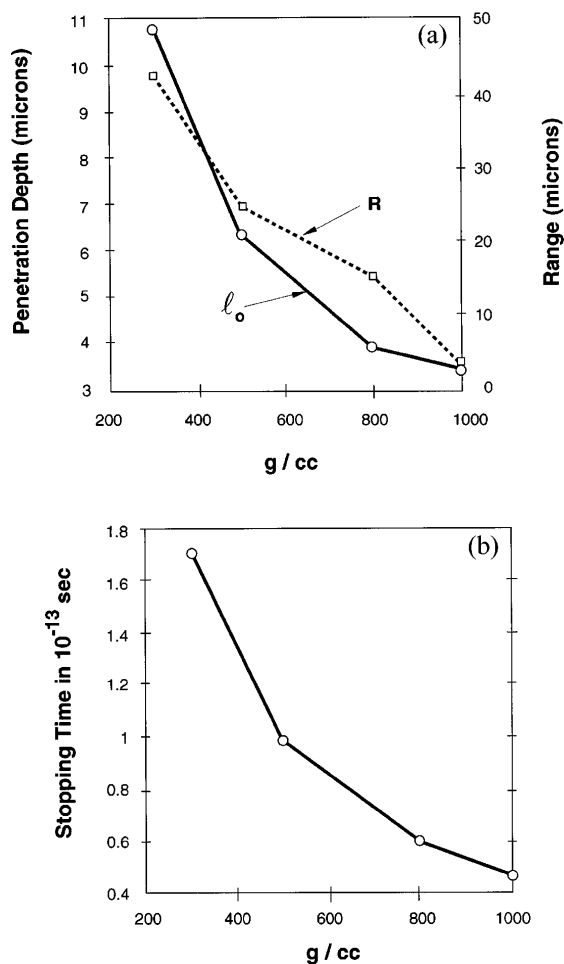 (a)
Penetration Depth (microns)
11
10
9
8
7
6
5
4
3
Range (microns)
50
40
30
20
10
0
R
ℓo
200 400 600 800 1000
g / cc
(b)
Stopping Time in 10⁻¹³ sec
1.8
1.6
1.4
1.2
1
0.8
0.6
0.4
200 400 600 800 1000
g / cc